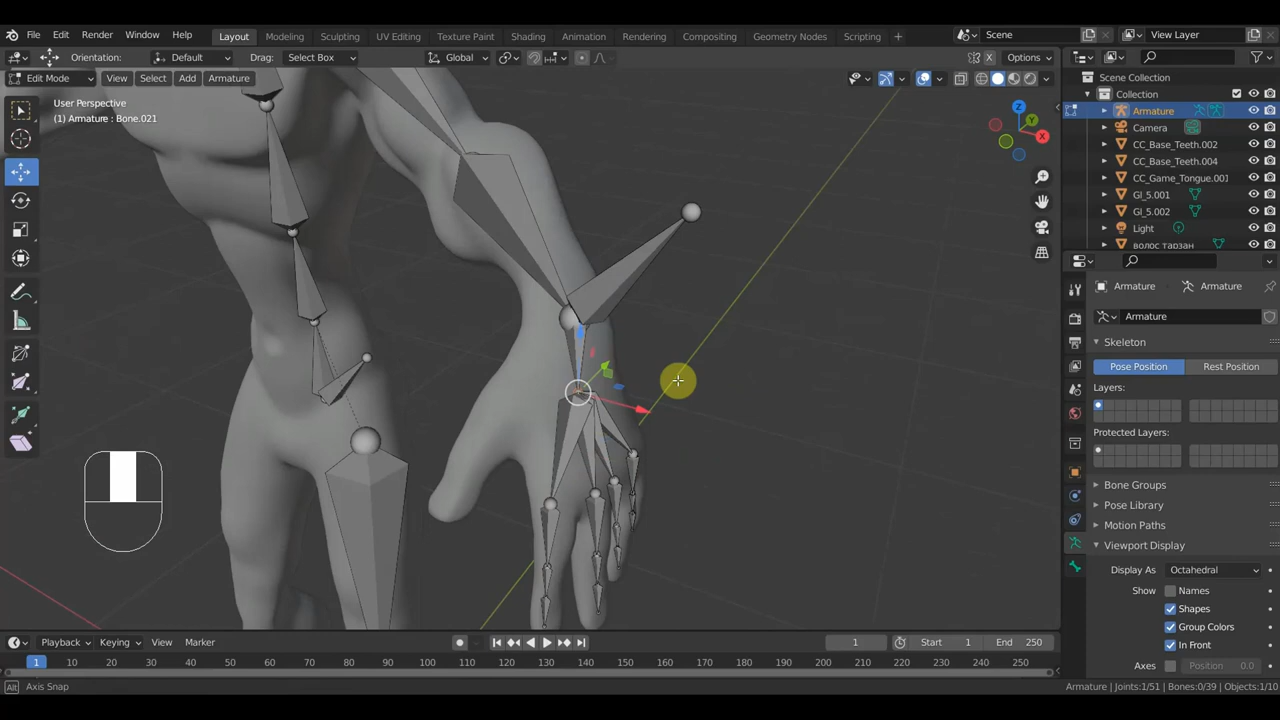 File Edit Render Window Help Layout Modeling Sculpting UV Editing Texture Paint Shading Animation Rendering Compositing Geometry Nodes Scripting + Scene View Layer
Orientation: Default Drag: Select Box Global Options
Edit Mode View Select Add Armature
User Perspective
(1) Armature : Bone.021
Z
Y
X
Scene Collection
Collection
Armature
Camera
CC_Base_Teeth.002
CC_Base_Teeth.004
CC_Game_Tongue.001
Gl_5.001
Gl_5.002
Light
волос тарзан
Armature Armature
Armature
Skeleton
Pose Position Rest Position
Layers:
Protected Layers:
Bone Groups
Pose Library
Motion Paths
Viewport Display
Display As Octahedral
Show Names
Shapes
Group Colors
In Front
Axes Position 0.0
Playback Keying View Marker 1 Start 1 End 250
1 10 20 30 40 50 60 70 80 90 100 110 120 130 140 150 160 170 180 190 200 210 220 230 240 250
Alt Axis Snap Armature | Joints:1/51 | Bones:0/39 | Objects:1/10